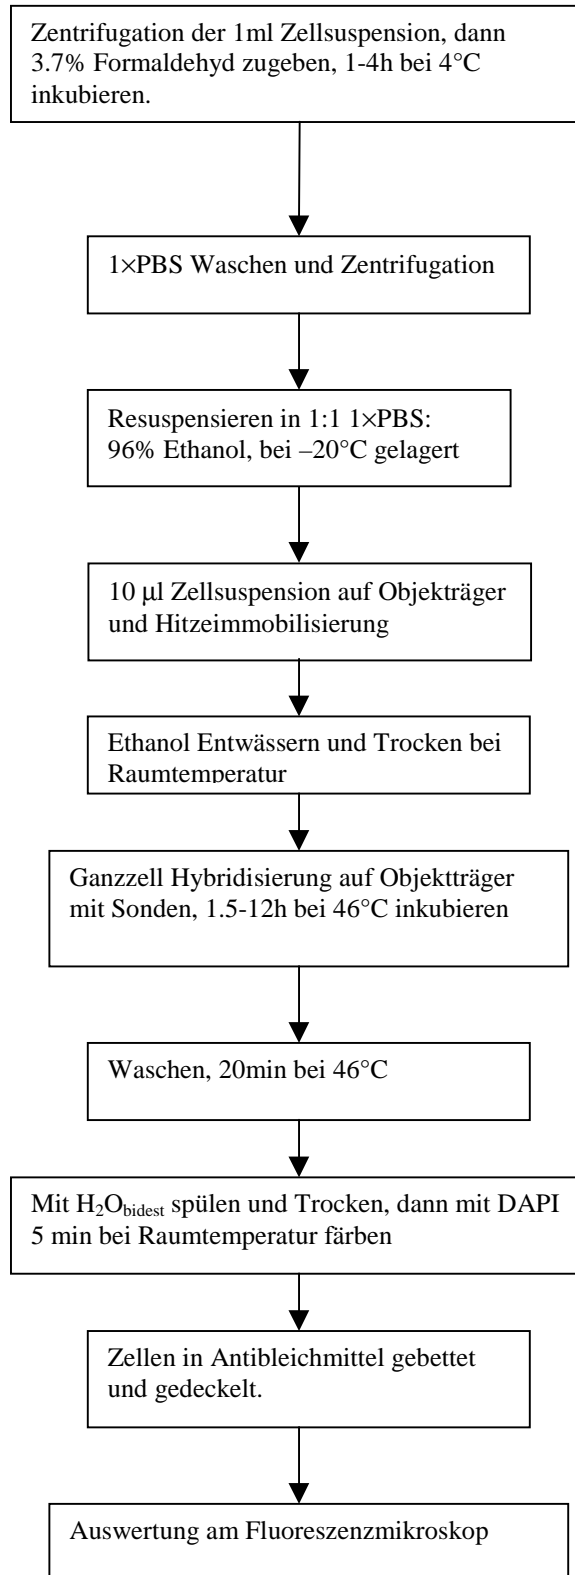 Zentrifugation der 1ml Zellsuspension, dann
3.7% Formaldehyd zugeben, 1-4h bei 4°C
inkubieren.
1×PBS Waschen und Zentrifugation
Resuspensieren in 1:1 1×PBS:
96% Ethanol, bei –20°C gelagert
10 µl Zellsuspension auf Objekträger
und Hitzeimmobilisierung
Ethanol Entwässern und Trocken bei
Raumtemperatur
Ganzzell Hybridisierung auf Objektträger
mit Sonden, 1.5-12h bei 46°C inkubieren
Waschen, 20min bei 46°C
Mit H₂O_bidest spülen und Trocken, dann mit DAPI
5 min bei Raumtemperatur färben
Zellen in Antibleichmittel gebettet
und gedeckelt.
Auswertung am Fluoreszenzmikroskop